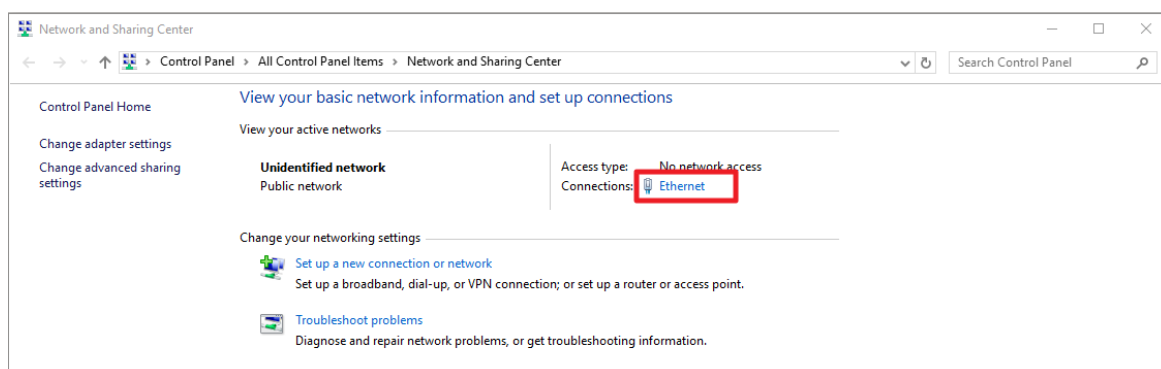 Network and Sharing Center
Control Panel > All Control Panel Items > Network and Sharing Center
Search Control Panel
Control Panel Home
Change adapter settings
Change advanced sharing
settings
View your basic network information and set up connections
View your active networks
Unidentified network
Public network
Access type: No network access
Connections: Ethernet
Change your networking settings
Set up a new connection or network
Set up a broadband, dial-up, or VPN connection; or set up a router or access point.
Troubleshoot problems
Diagnose and repair network problems, or get troubleshooting information.